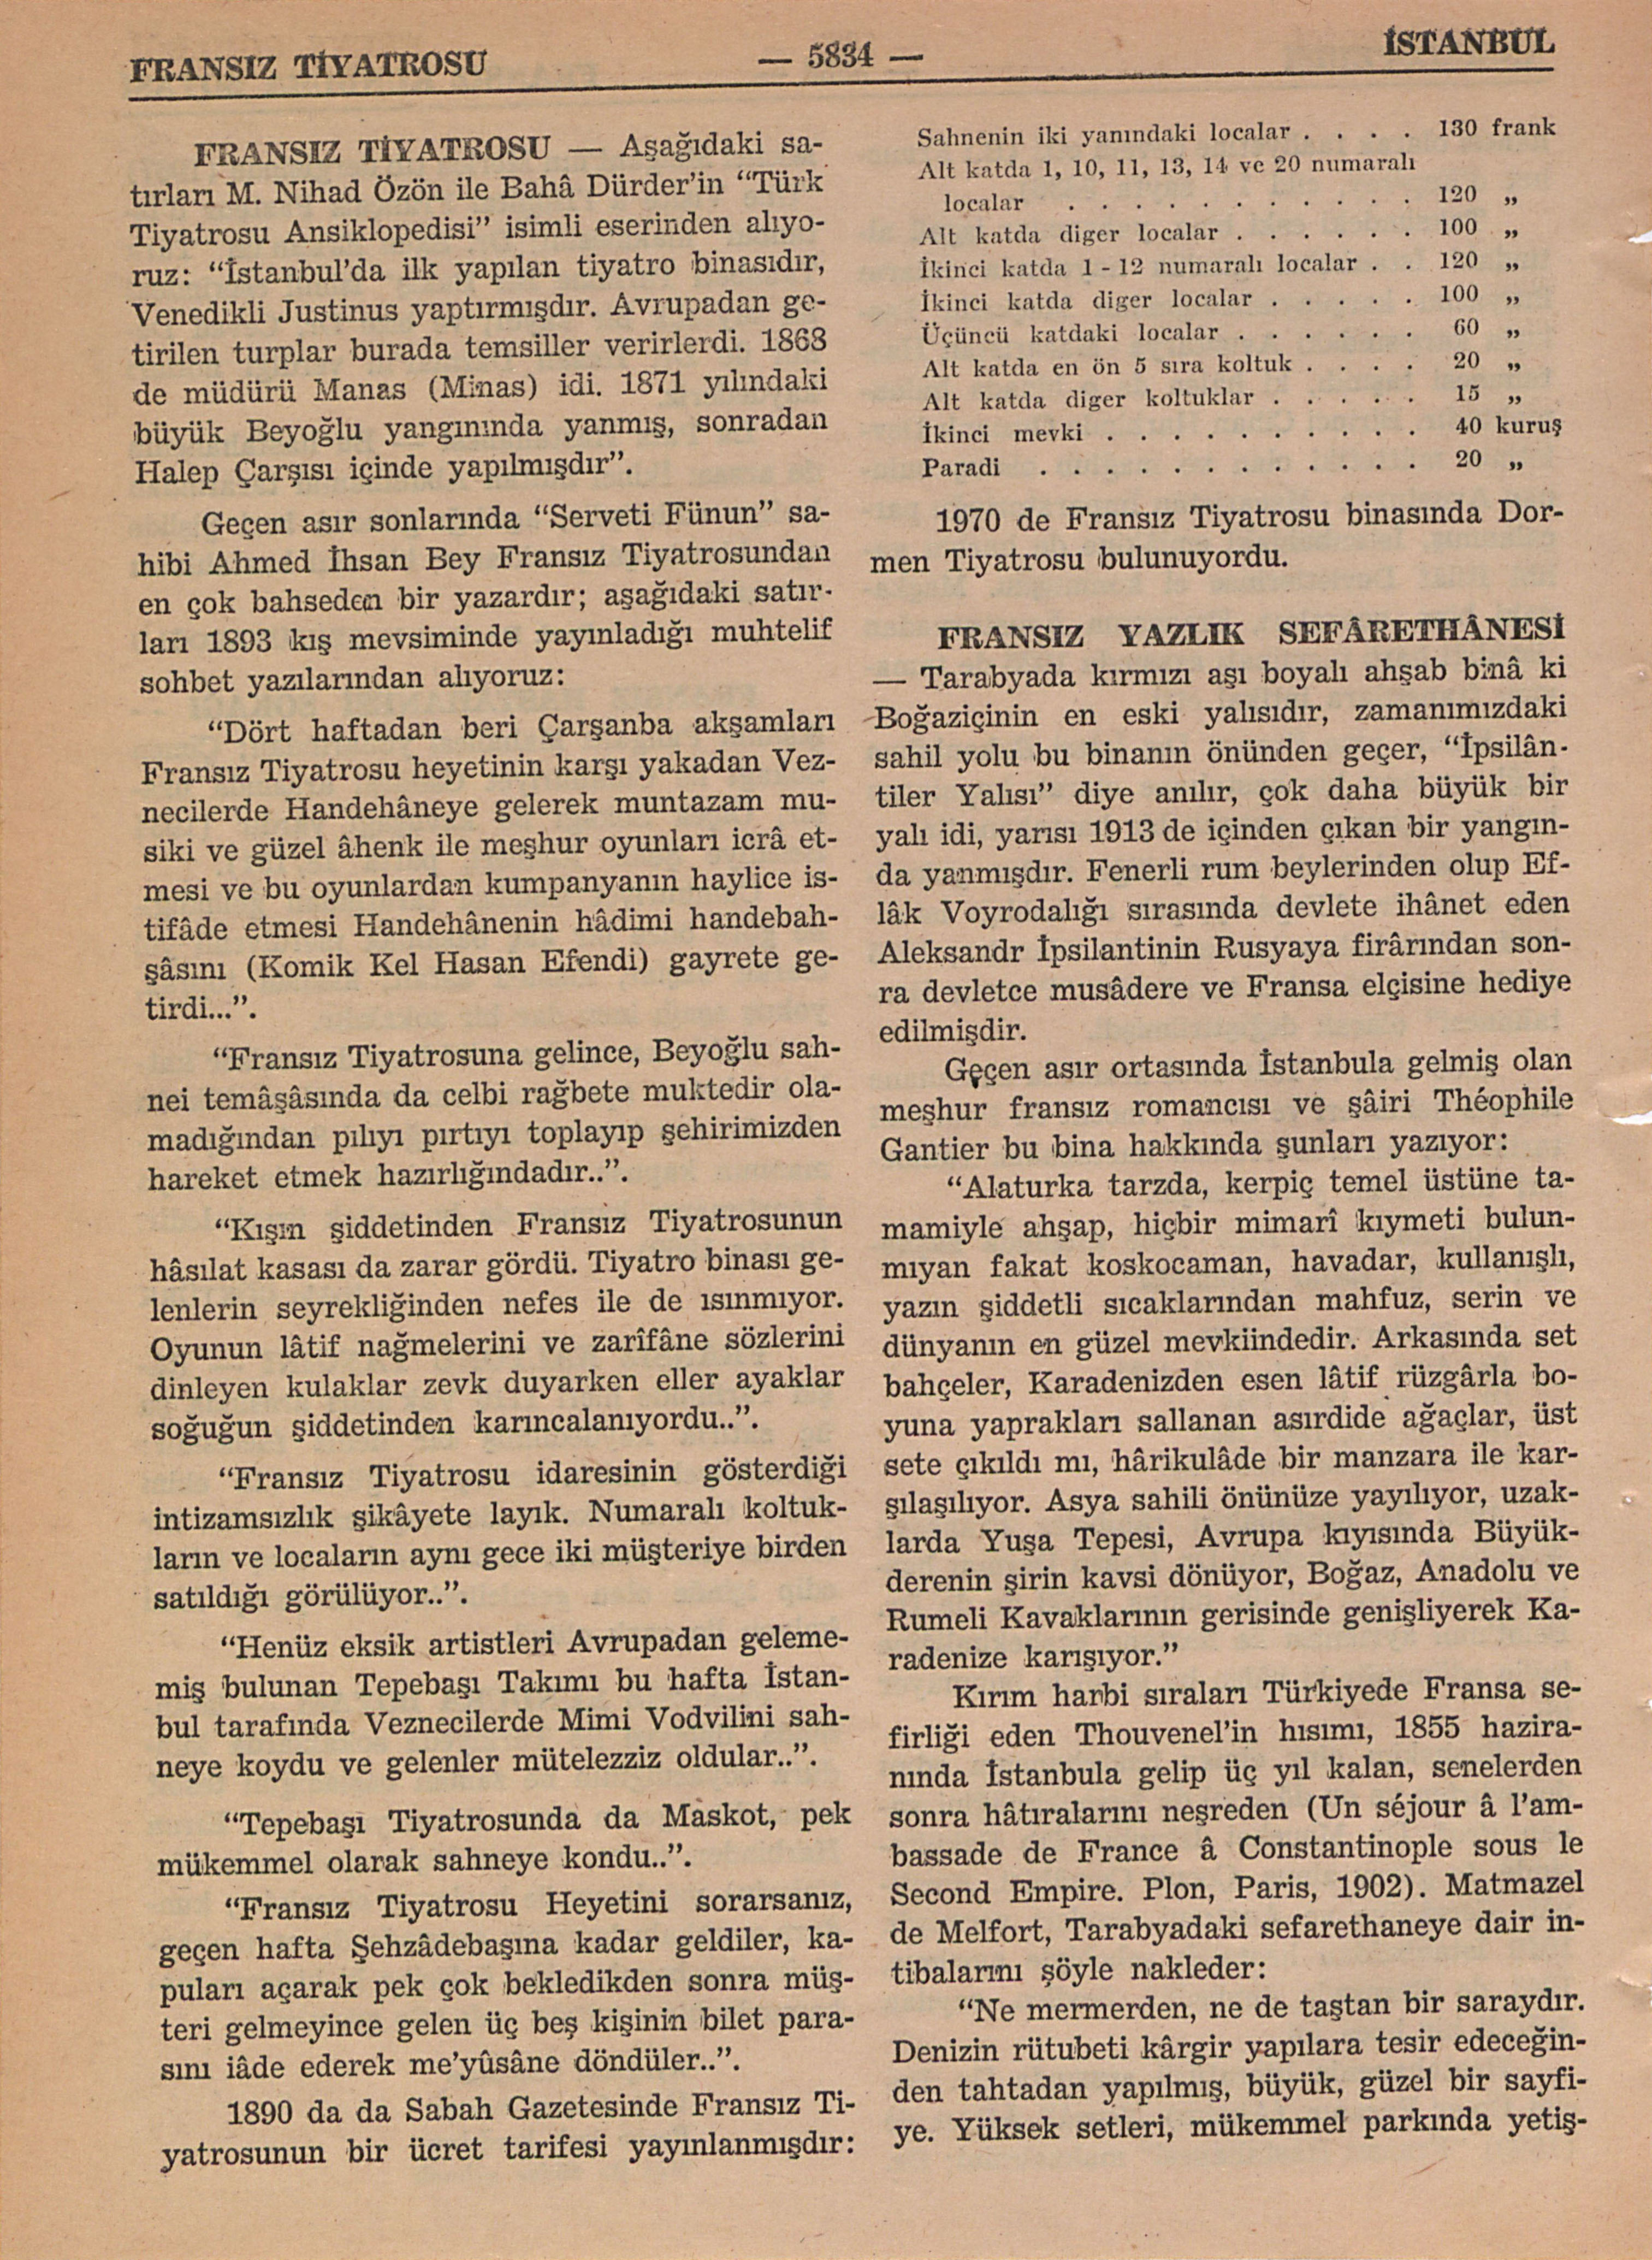 FRANSIZ TİYATROSU — 5834 — İSTANBUL
FRANSIZ TİYATROSU — Aşağıdaki sa-
tırları M. Nihad Özön ile Bahâ Dürder'in "Türk
Tiyatrosu Ansiklopedisi" isimli eserinden alıyo-
ruz: "İstanbul'da ilk yapılan tiyatro binasıdır,
Venedikli Justinus yaptırmışdır. Avrupadan ge-
tirilen turplar burada temsiller verirlerdi. 1868
de müdürü Manas (Minas) idi. 1871 yılındaki
büyük Beyoğlu yangınında yanmış, sonradan
Halep Çarşısı içinde yapılmışdır".
Geçen asır sonlarında "Serveti Fünun" sa-
hibi Ahmed İhsan Bey Fransız Tiyatrosundan
en çok bahseden bir yazardır; aşağıdaki satır-
ları 1893 kış mevsiminde yayınladığı muhtelif
sohbet yazılarından alıyoruz:
"Dört haftadan beri Çarşanba akşamları
Fransız Tiyatrosu heyetinin karşı yakadan Vez-
necilerde Handehâneye gelerek muntazam mu-
siki ve güzel âhenk ile meşhur oyunları icrâ et-
mesi ve bu oyunlardan kumpanyanın haylice is-
tifâde etmesi Handehânenin hâdimi handebah-
şâsını (Komik Kel Hasan Efendi) gayrete ge-
tirdi...".
"Fransız Tiyatrosuna gelince, Beyoğlu sah-
nei temâşâsında da celbi rağbete muktedir ola-
madığından pılıyı pırtıyı toplayıp şehirimizden
hareket etmek hazırlığındadır..".
"Kışın şiddetinden Fransız Tiyatrosunun
hâsılat kasası da zarar gördü. Tiyatro binası ge-
lenlerin seyrekliğinden nefes ile de ısınmıyor.
Oyunun lâtif nağmelerini ve zarîfâne sözlerini
dinleyen kulaklar zevk duyarken eller ayaklar
soğuğun şiddetinden karıncalanıyordu..".
"Fransız Tiyatrosu idaresinin gösterdiği
intizamsızlık şikâyete layık. Numaralı koltuk-
ların ve locaların aynı gece iki müşteriye birden
satıldığı görülüyor..".
"Henüz eksik artistleri Avrupadan geleme-
miş bulunan Tepebaşı Takımı bu hafta İstan-
bul tarafında Veznecilerde Mimi Vodvilini sah-
neye koydu ve gelenler mütelezziz oldular..".
"Tepebaşı Tiyatrosunda da Maskot, pek
mükemmel olarak sahneye kondu..".
"Fransız Tiyatrosu Heyetini sorarsanız,
geçen hafta Şehzâdebaşına kadar geldiler, ka-
puları açarak pek çok bekledikden sonra müş-
teri gelmeyince gelen üç beş kişinin bilet para-
sını iâde ederek me'yûsâne döndüler..".
1890 da da Sabah Gazetesinde Fransız Ti-
yatrosunun bir ücret tarifesi yayınlanmışdır:
Sahnenin iki yanındaki localar . . . . 130 frank
Alt katda 1, 10, 11, 13, 14 ve 20 numaralı
localar . . . . . . . . . . . 120 „
Alt katda diger localar . . . . . . 100 „
İkinci katda 1 - 12 numaralı localar . . 120 „
İkinci katda diger localar . . . . . 100 „
Üçüncü katdaki localar . . . . . . 60 „
Alt katda en ön 5 sıra koltuk . . . . 20 „
Alt katda diger koltuklar . . . . . 15 „
İkinci mevki . . . . . . . . . . 40 kuruş
Paradi . . . . . . . . . . . . 20 „
1970 de Fransız Tiyatrosu binasında Dor-
men Tiyatrosu bulunuyordu.
FRANSIZ YAZLIK SEFÂRETHÂNESİ
— Tarabyada kırmızı aşı boyalı ahşab binâ ki
Boğaziçinin en eski yalısıdır, zamanımızdaki
sahil yolu bu binanın önünden geçer, "İpsilân-
tiler Yalısı" diye anılır, çok daha büyük bir
yalı idi, yarısı 1913 de içinden çıkan bir yangın-
da yanmışdır. Fenerli rum beylerinden olup Ef-
lâk Voyrodalığı sırasında devlete ihânet eden
Aleksandr İpsilantinin Rusyaya firârından son-
ra devletce musâdere ve Fransa elçisine hediye
edilmişdir.
Geçen asır ortasında İstanbula gelmiş olan
meşhur fransız romancısı ve şâiri Théophile
Gantier bu bina hakkında şunları yazıyor:
"Alaturka tarzda, kerpiç temel üstüne ta-
mamiyle ahşap, hiçbir mimarî kıymeti bulun-
mıyan fakat koskocaman, havadar, kullanışlı,
yazın şiddetli sıcaklarından mahfuz, serin ve
dünyanın en güzel mevkiindedir. Arkasında set
bahçeler, Karadenizden esen lâtif rüzgârla bo-
yuna yaprakları sallanan asırdide ağaçlar, üst
sete çıkıldı mı, hârikulâde bir manzara ile kar-
şılaşılıyor. Asya sahili önünüze yayılıyor, uzak-
larda Yuşa Tepesi, Avrupa kıyısında Büyük-
derenin şirin kavsi dönüyor, Boğaz, Anadolu ve
Rumeli Kavaklarının gerisinde genişliyerek Ka-
radenize karışıyor."
Kırım harbi sıraları Türkiyede Fransa se-
firliği eden Thouvenel'in hısımı, 1855 hazira-
nında İstanbula gelip üç yıl kalan, senelerden
sonra hâtıralarını neşreden (Un séjour â l'am-
bassade de France â Constantinople sous le
Second Empire. Plon, Paris, 1902). Matmazel
de Melfort, Tarabyadaki sefarethaneye dair in-
tibalarını şöyle nakleder:
"Ne mermerden, ne de taştan bir saraydır.
Denizin rütubeti kârgir yapılara tesir edeceğin-
den tahtadan yapılmış, büyük, güzel bir sayfi-
ye. Yüksek setleri, mükemmel parkında yetiş-